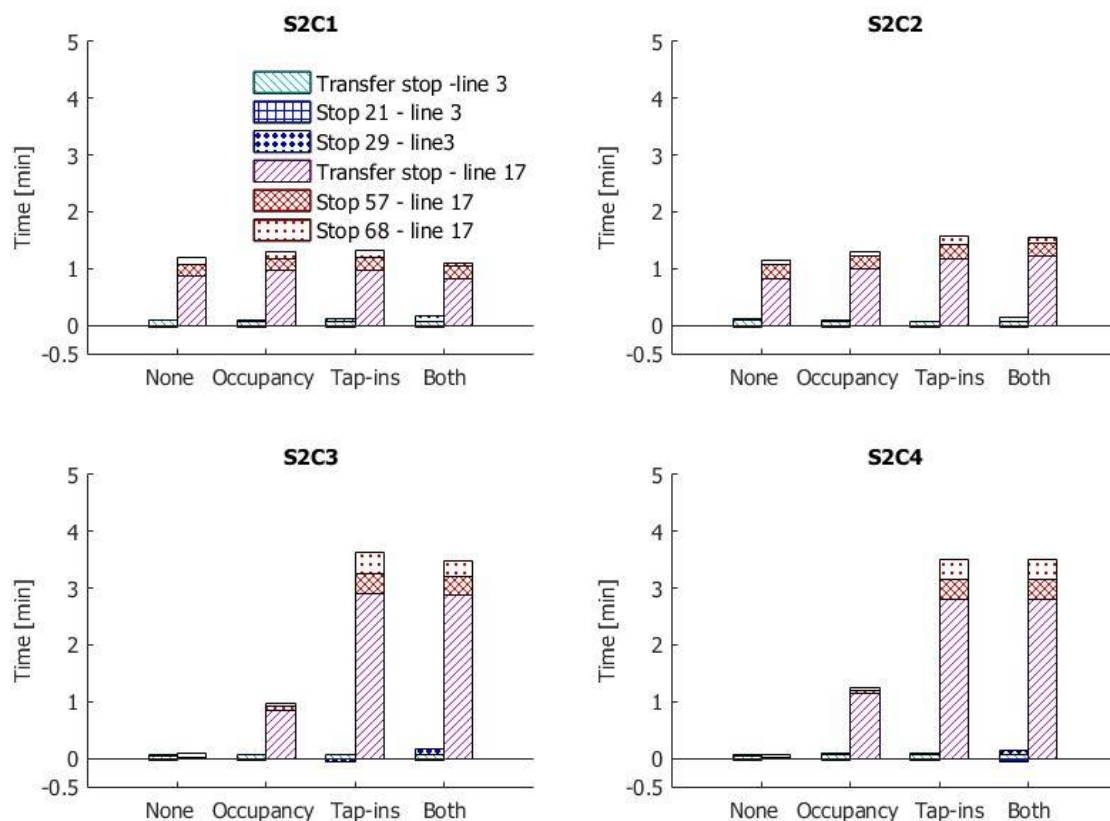 S2C1
5
4
3
2
1
0
-0.5
Time [min]
Transfer stop -line 3
Stop 21 - line 3
Stop 29 - line3
Transfer stop - line 17
Stop 57 - line 17
Stop 68 - line 17
None Occupancy Tap-ins Both
S2C2
5
4
3
2
1
0
-0.5
Time [min]
None Occupancy Tap-ins Both
S2C3
5
4
3
2
1
0
-0.5
Time [min]
None Occupancy Tap-ins Both
S2C4
5
4
3
2
1
0
-0.5
Time [min]
None Occupancy Tap-ins Both